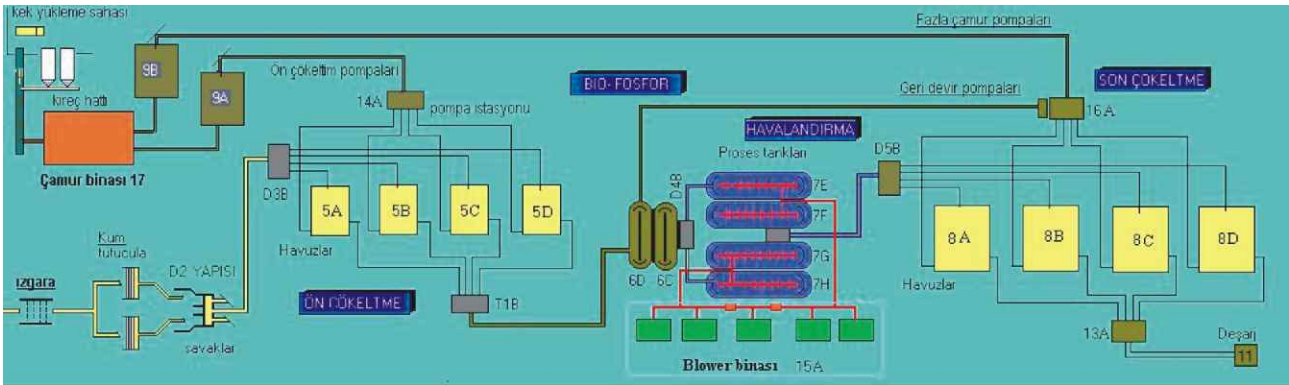 kek yükleme sahası
9B
9A
kireç hattı
Çamur binası 17
Kum
tutucula
ızgara
D2 YAPISI
savaklar
D3B
Ön çökeltim pompaları
14A
pompa istasyonu
5A
5B
5C
5D
Havuzlar
ÖN ÇÖKELTME
T1B
BIO- FOSFOR
6D
6C
D4B
HAVALANDIRMA
Proses tankları
7E
7F
7G
7H
Blower binası 15A
D5B
Fazla çamur pompaları
Geri devir pompaları
16A
SON ÇÖKELTME
8A
8B
8C
8D
Havuzlar
13A
Deşarj
11